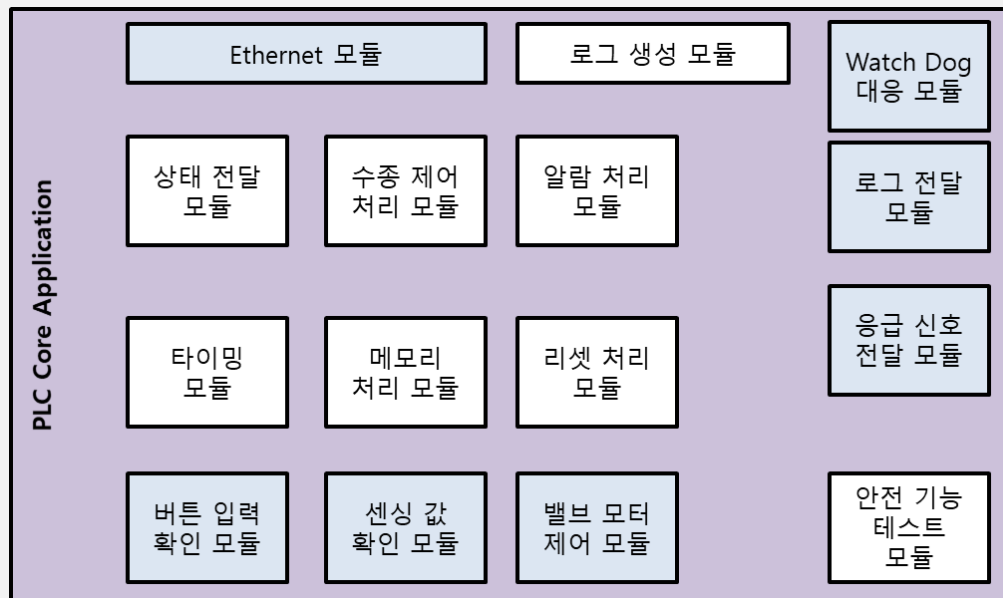 PLC Core Application
Ethernet 모듈
로그 생성 모듈
Watch Dog
대응 모듈
상태 전달
모듈
수종 제어
처리 모듈
알람 처리
모듈
로그 전달
모듈
타이밍
모듈
메모리
처리 모듈
리셋 처리
모듈
응급 신호
전달 모듈
버튼 입력
확인 모듈
센싱 값
확인 모듈
밸브 모터
제어 모듈
안전 기능
테스트
모듈